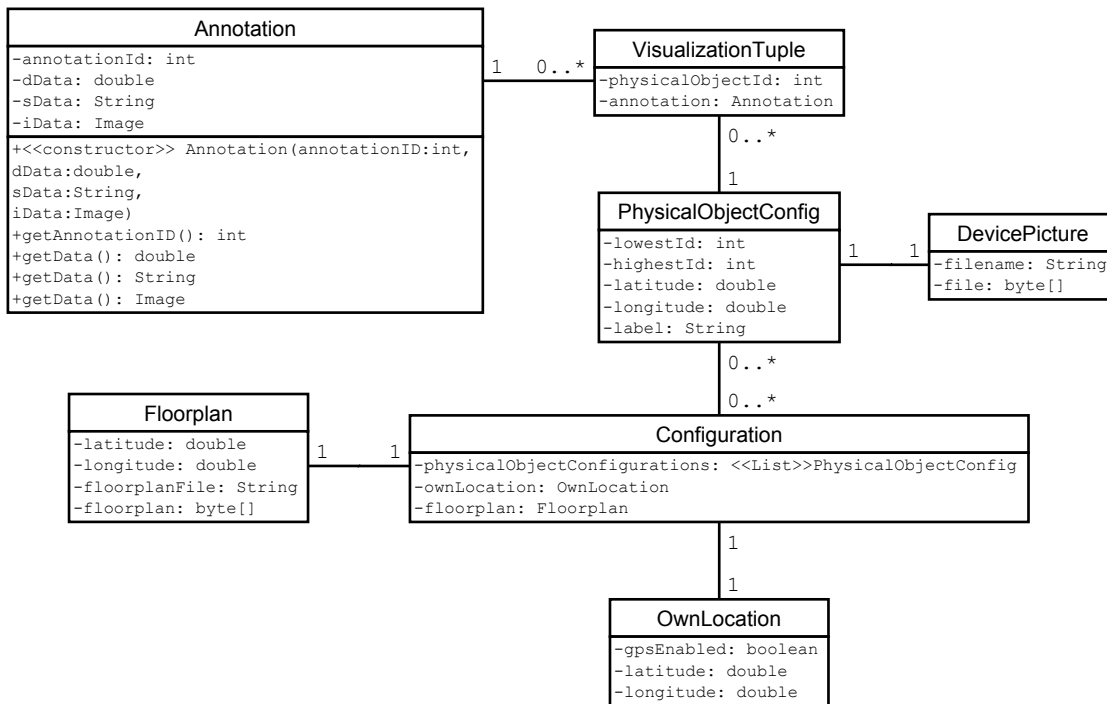 Annotation
-annotationId: int
-dData: double
-sData: String
-iData: Image
+<<constructor>> Annotation(annotationID:int,
dData:double,
sData:String,
iData:Image)
+getAnnotationID(): int
+getData(): double
+getData(): String
+getData(): Image
1
0..*
VisualizationTuple
-physicalObjectId: int
-annotation: Annotation
0..*
1
PhysicalObjectConfig
-lowestId: int
-highestId: int
-latitude: double
-longitude: double
-label: String
1
1
DevicePicture
-filename: String
-file: byte[]
0..*
0..*
Floorplan
-latitude: double
-longitude: double
-floorplanFile: String
-floorplan: byte[]
1
1
Configuration
-physicalObjectConfigurations: <<List>>PhysicalObjectConfig
-ownLocation: OwnLocation
-floorplan: Floorplan
1
1
OwnLocation
-gpsEnabled: boolean
-latitude: double
-longitude: double